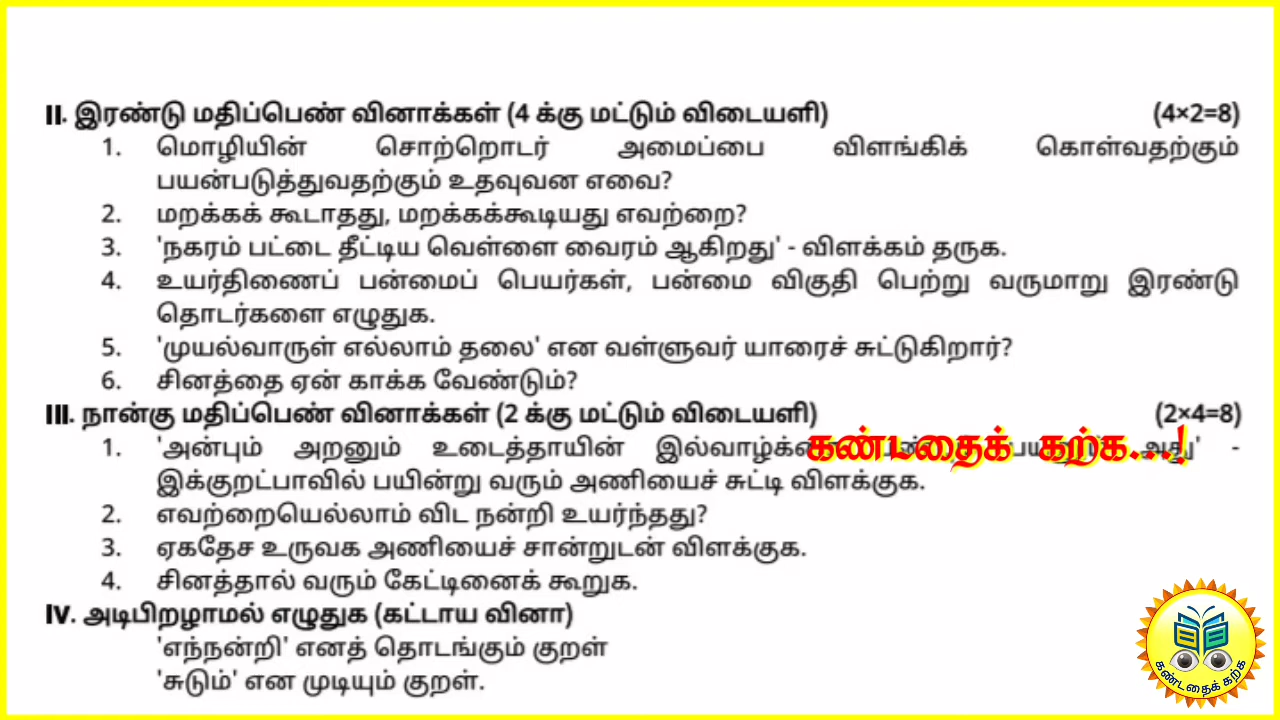 II. இரண்டு மதிப்பெண் வினாக்கள் (4 க்கு மட்டும் விடையளி) (4×2=8)
1. மொழியின் சொற்றொடர் அமைப்பை விளங்கிக் கொள்வதற்கும்
பயன்படுத்துவதற்கும் உதவுவன எவை?
2. மறக்கக் கூடாதது, மறக்கக்கூடியது எவற்றை?
3. 'நகரம் பட்டை தீட்டிய வெள்ளை வைரம் ஆகிறது' - விளக்கம் தருக.
4. உயர்திணைப் பன்மைப் பெயர்கள், பன்மை விகுதி பெற்று வருமாறு இரண்டு
தொடர்களை எழுதுக.
5. 'முயல்வாருள் எல்லாம் தலை' என வள்ளுவர் யாரைச் சுட்டுகிறார்?
6. சினத்தை ஏன் காக்க வேண்டும்?
III. நான்கு மதிப்பெண் வினாக்கள் (2 க்கு மட்டும் விடையளி) (2×4=8)
1. 'அன்பும் அறனும் உடைத்தாயின் அது' -
கண்டதைக் கற்க...!
இக்குறட்பாவில் பயின்று வரும் அணியைச் சுட்டி விளக்குக.
2. எவற்றையெல்லாம் விட நன்றி உயர்ந்தது?
3. ஏகதேச உருவக அணியைச் சான்றுடன் விளக்குக.
4. சினத்தால் வரும் கேட்டினைக் கூறுக.
IV. அடிபிறழாமல் எழுதுக (கட்டாய வினா)
'எந்நன்றி' எனத் தொடங்கும் குறள்
'சுடும்' என முடியும் குறள்.
கண்டதைக் கற்க